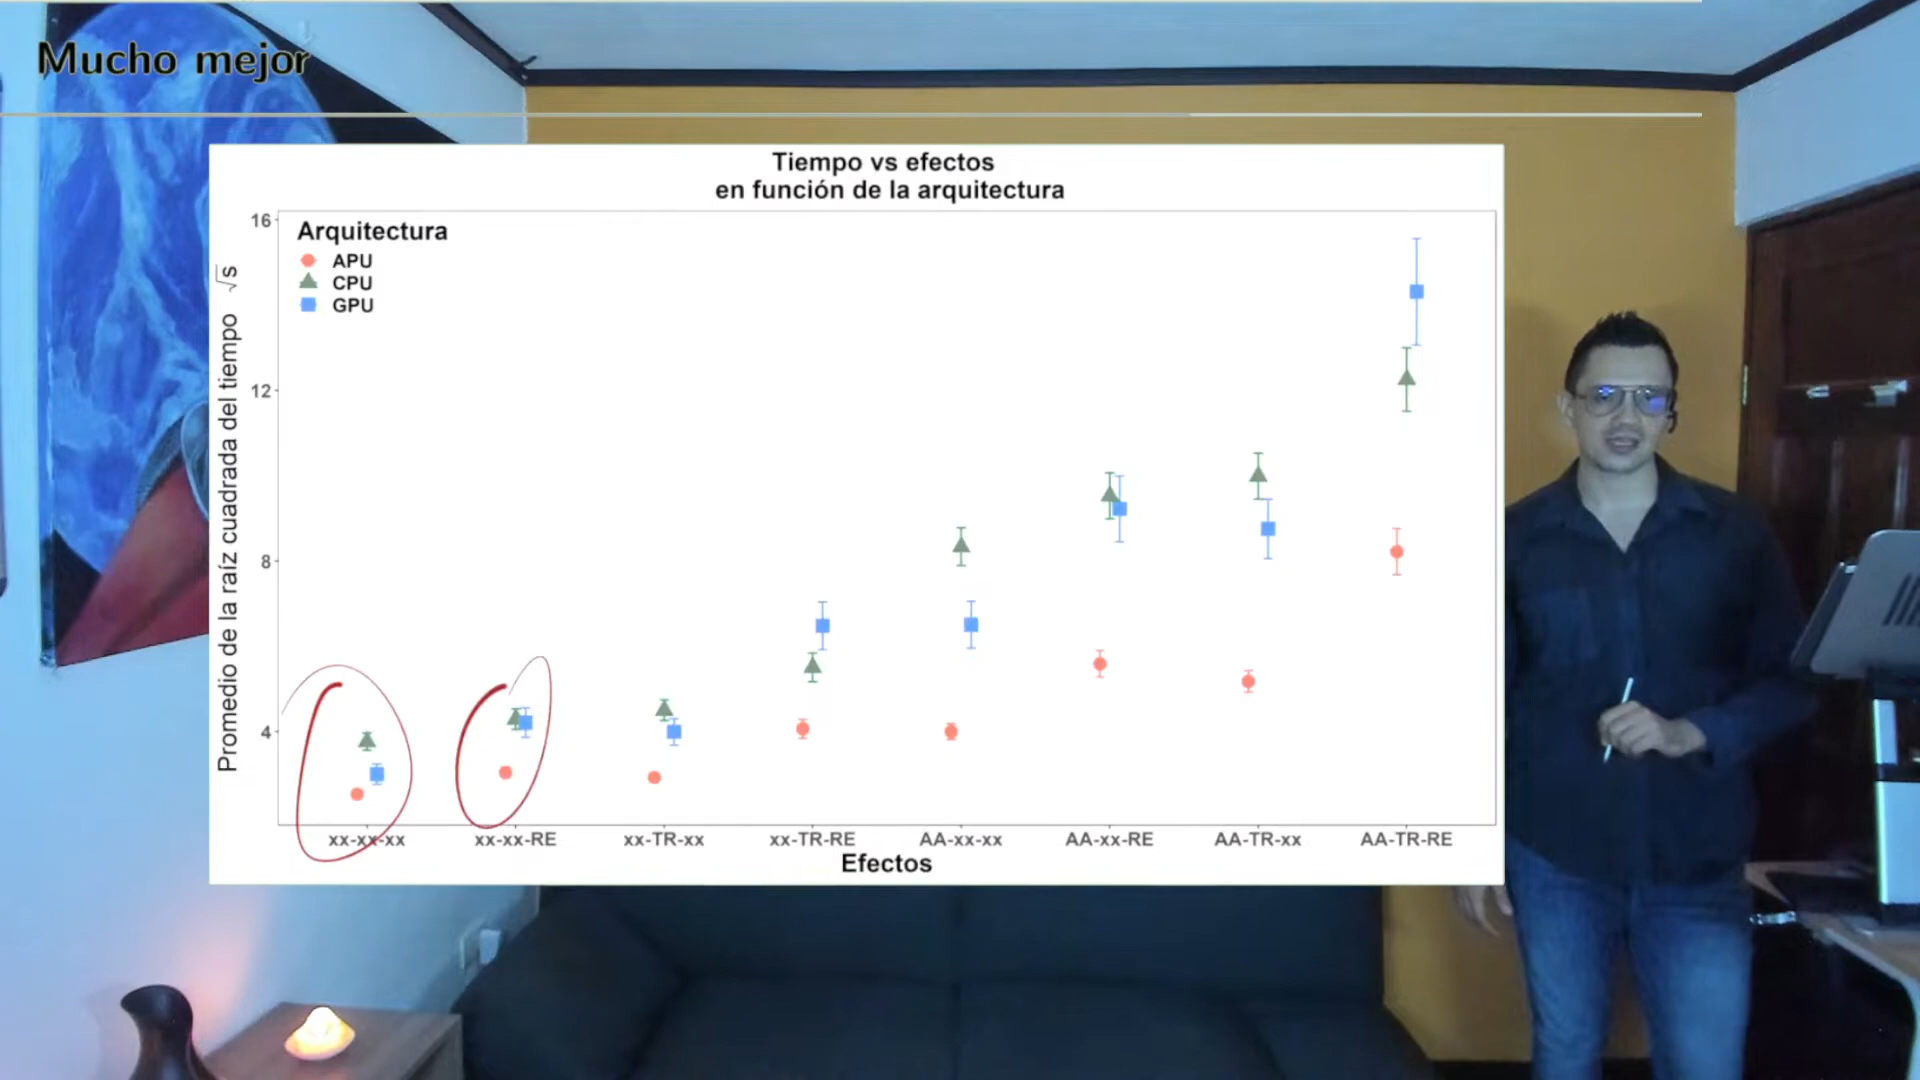 Mucho mejor
Tiempo vs efectos
en función de la arquitectura
Arquitectura
APU
CPU
GPU
Promedio de la raíz cuadrada del tiempo √s
16
12
8
4
xx-xx-xx
xx-xx-RE
xx-TR-xx
xx-TR-RE
AA-xx-xx
AA-xx-RE
AA-TR-xx
AA-TR-RE
Efectos